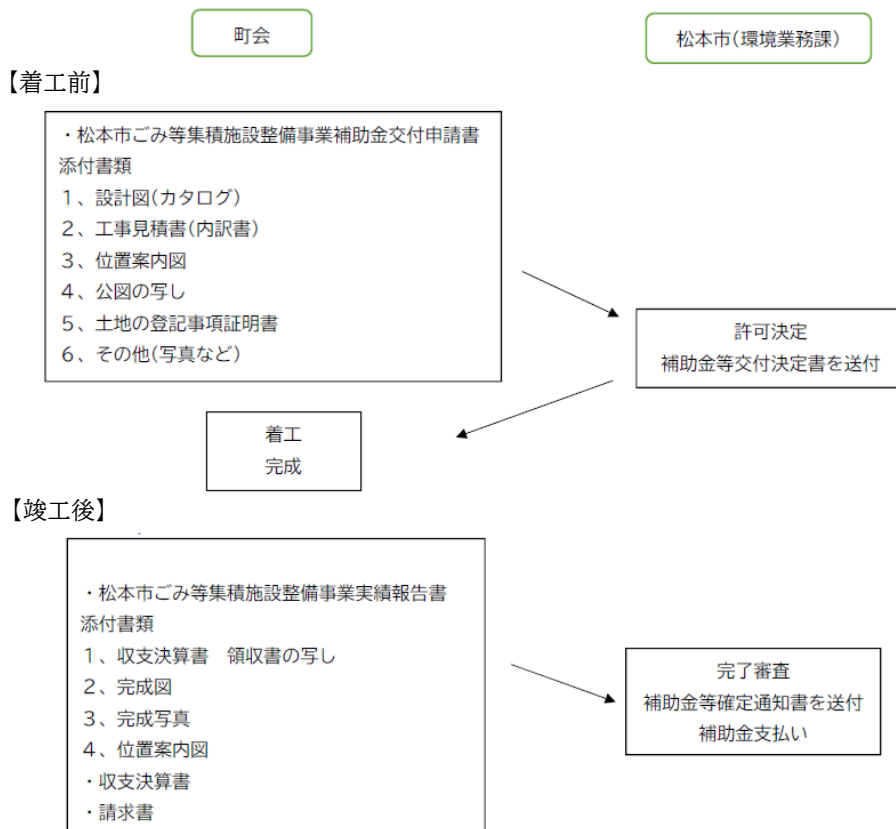 町会
松本市(環境業務課)
【着工前】
・松本市ごみ等集積施設整備事業補助金交付申請書
添付書類
1、設計図(カタログ)
2、工事見積書(内訳書)
3、位置案内図
4、公図の写し
5、土地の登記事項証明書
6、その他(写真など)
許可決定
補助金等交付決定書を送付
着工
完成
【竣工後】
・松本市ごみ等集積施設整備事業実績報告書
添付書類
1、収支決算書　領収書の写し
2、完成図
3、完成写真
4、位置案内図
・収支決算書
・請求書
完了審査
補助金等確定通知書を送付
補助金支払い